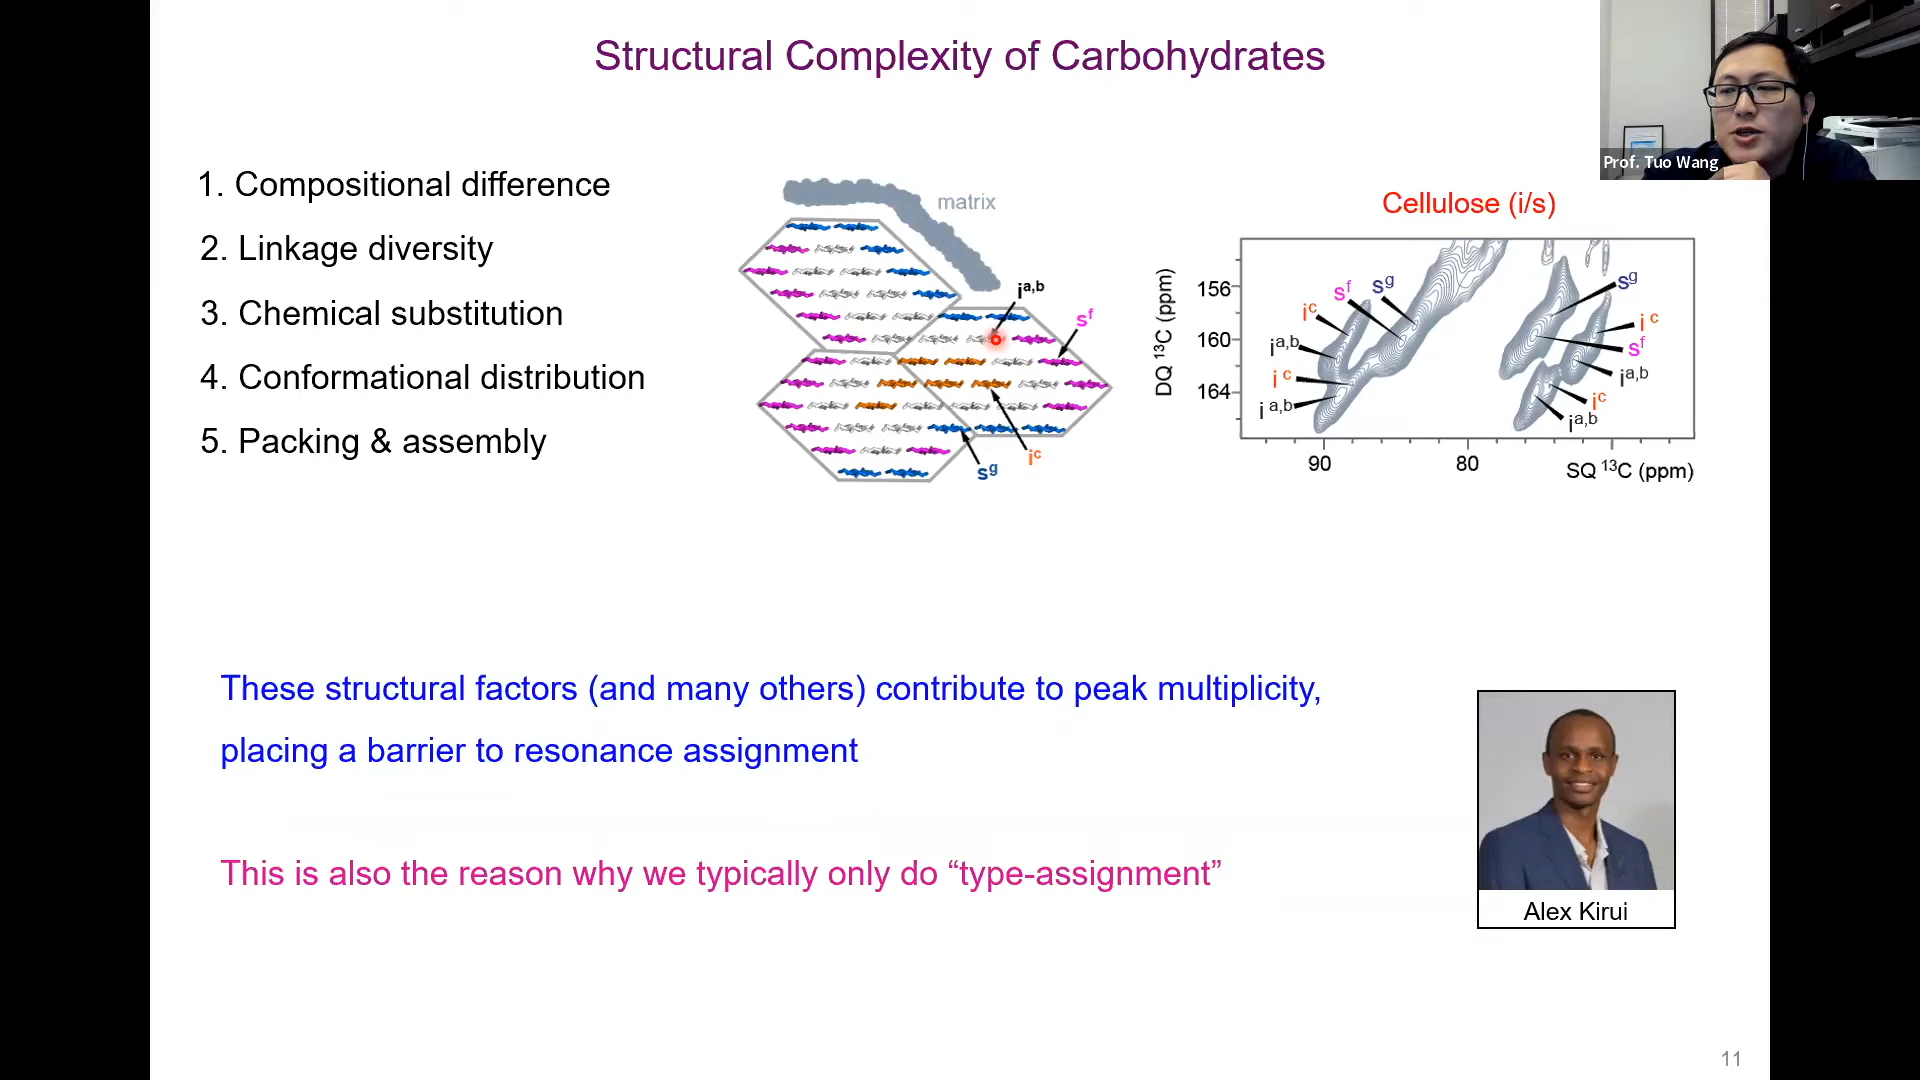 Structural Complexity of Carbohydrates
Prof. Tuo Wang
1. Compositional difference
2. Linkage diversity
3. Chemical substitution
4. Conformational distribution
5. Packing & assembly
matrix
i^a,b
s^f
s^g
i^c
Cellulose (i/s)
DQ ¹³C (ppm)
156
160
164
s^f
s^g
i^c
i^a,b
i^c
i^a,b
s^g
i^c
s^f
i^a,b
i^c
i^a,b
90
80
SQ ¹³C (ppm)
These structural factors (and many others) contribute to peak multiplicity,
placing a barrier to resonance assignment
This is also the reason why we typically only do “type-assignment”
Alex Kirui
11